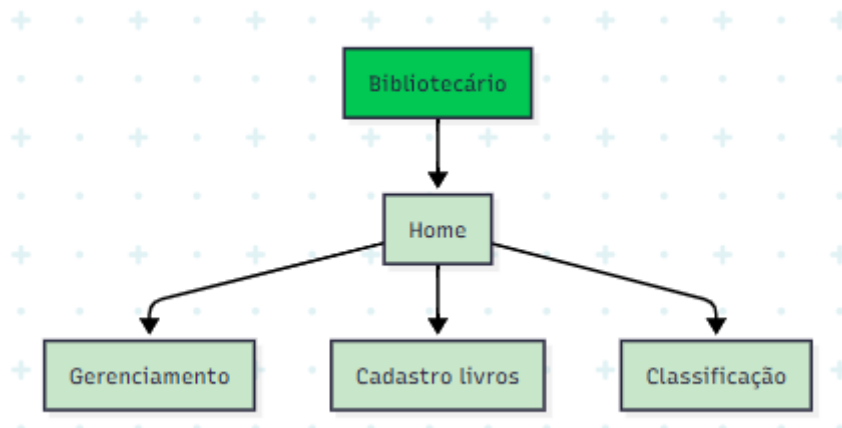 Bibliotecário
Home
Gerenciamento
Cadastro livros
Classificação